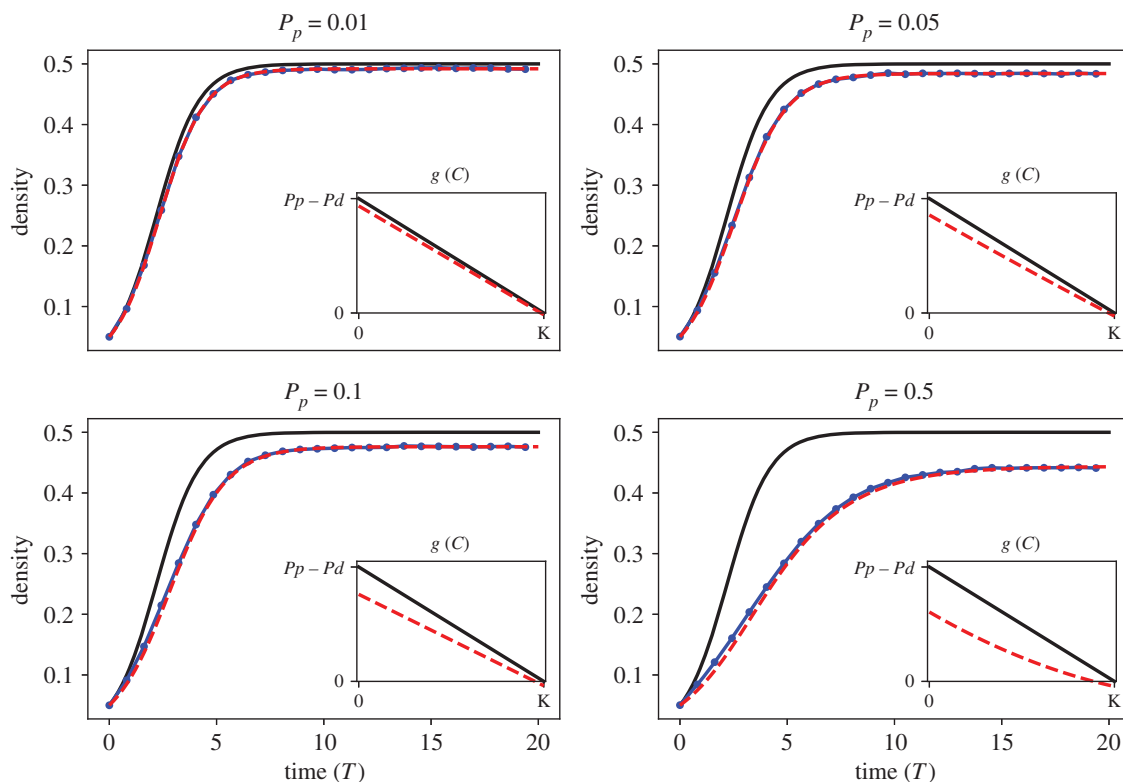 P_p = 0.01
0.5
0.4
0.3
0.2
0.1
density
g (C)
Pp – Pd
0
0
K
P_p = 0.05
0.5
0.4
0.3
0.2
0.1
density
g (C)
Pp – Pd
0
0
K
P_p = 0.1
0.5
0.4
0.3
0.2
0.1
density
g (C)
Pp – Pd
0
0
K
0
5
10
15
20
time (T)
P_p = 0.5
0.5
0.4
0.3
0.2
0.1
density
g (C)
Pp – Pd
0
0
K
0
5
10
15
20
time (T)